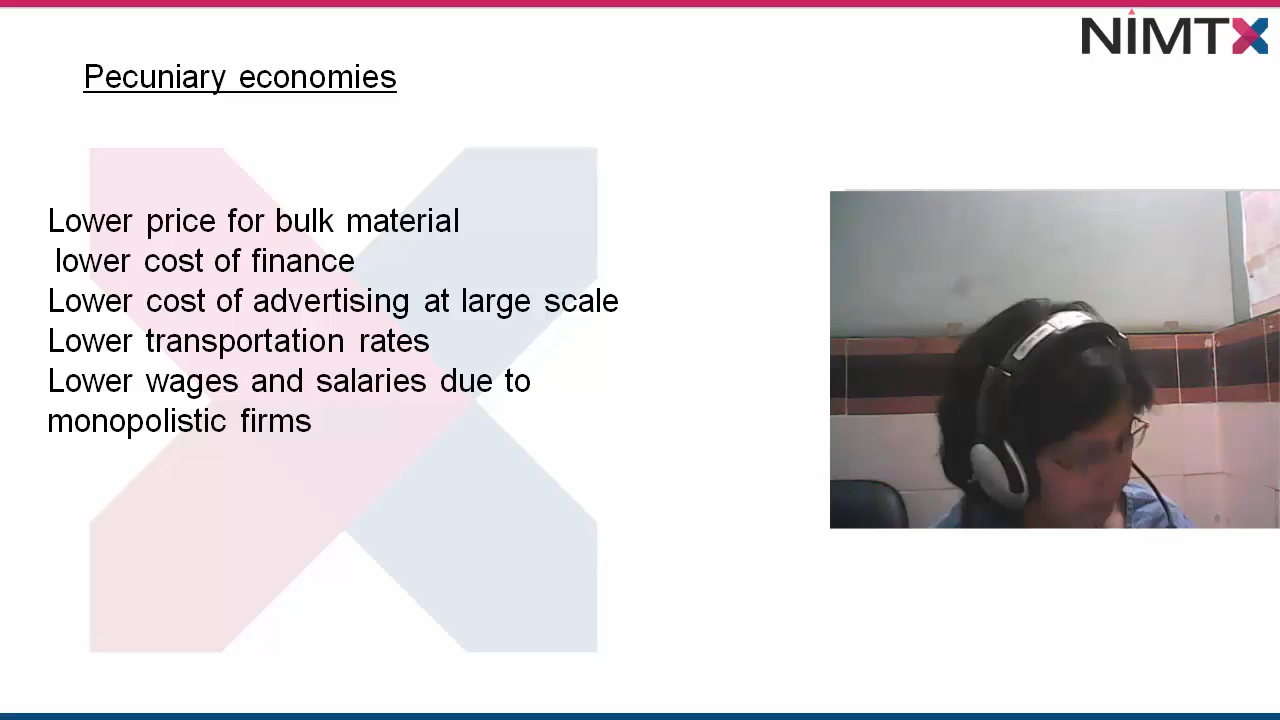 NiMTX
Pecuniary economies
Lower price for bulk material
lower cost of finance
Lower cost of advertising at large scale
Lower transportation rates
Lower wages and salaries due to
monopolistic firms